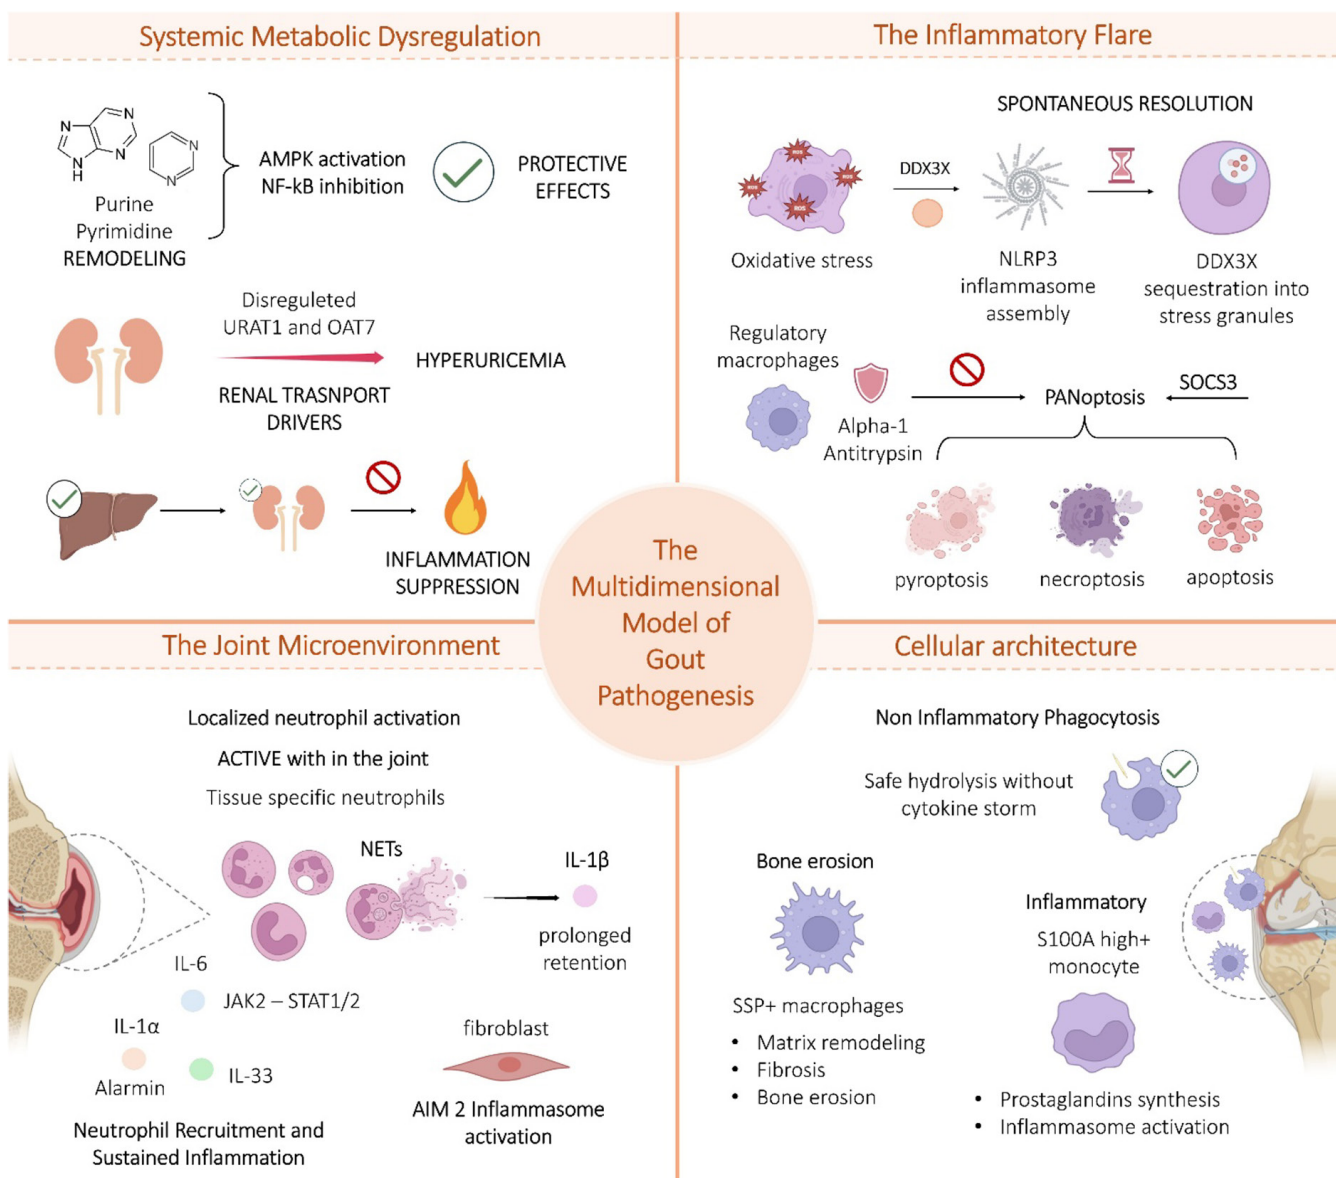 Systemic Metabolic Dysregulation
N
N
N
H
N
N
N
Purine
Pyrimidine
REMODELING
AMPK activation
NF-kB inhibition
PROTECTIVE
EFFECTS
Disreguleted
URAT1 and OAT7
HYPERURICEMIA
RENAL TRASNPORT
DRIVERS
INFLAMMATION
SUPPRESSION
The Inflammatory Flare
SPONTANEOUS RESOLUTION
ROS
ROS
ROS
ROS
DDX3X
Oxidative stress
NLRP3
inflammasome
assembly
DDX3X
sequestration into
stress granules
Regulatory
macrophages
Alpha-1
Antitrypsin
PANoptosis
SOCS3
pyroptosis
necroptosis
apoptosis
The
Multidimensional
Model of
Gout
Pathogenesis
The Joint Microenvironment
Localized neutrophil activation
ACTIVE with in the joint
Tissue specific neutrophils
NETs
IL-1β
prolonged
retention
IL-6
JAK2 – STAT1/2
IL-1α
Alarmin
IL-33
fibroblast
Neutrophil Recruitment and
Sustained Inflammation
AIM 2 Inflammasome
activation
Cellular architecture
Non Inflammatory Phagocytosis
Safe hydrolysis without
cytokine storm
Bone erosion
SSP+ macrophages
• Matrix remodeling
• Fibrosis
• Bone erosion
Inflammatory
S100A high+
monocyte
• Prostaglandins synthesis
• Inflammasome activation